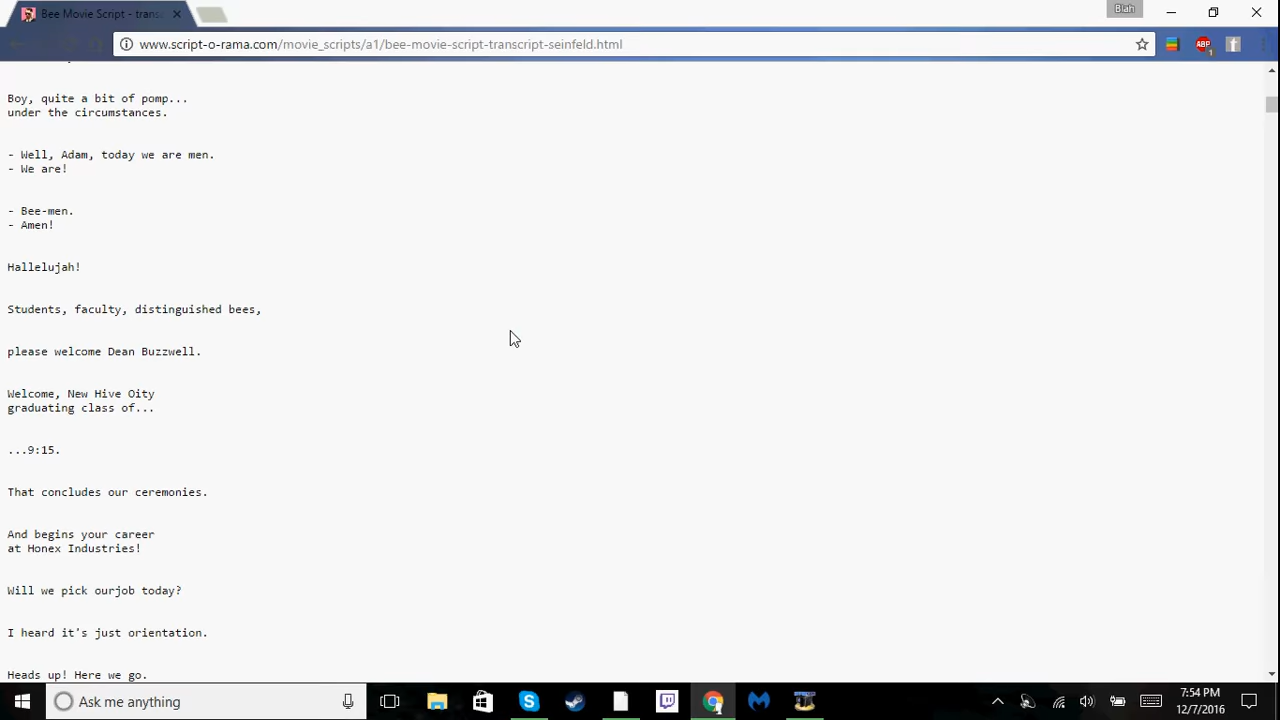 Bee Movie Script - trans
Blah
www.script-o-rama.com/movie_scripts/a1/bee-movie-script-transcript-seinfeld.html
ABP
1
Boy, quite a bit of pomp...
under the circumstances.
- Well, Adam, today we are men.
- We are!
- Bee-men.
- Amen!
Hallelujah!
Students, faculty, distinguished bees,
please welcome Dean Buzzwell.
Welcome, New Hive Oity
graduating class of...
...9:15.
That concludes our ceremonies.
And begins your career
at Honex Industries!
Will we pick ourjob today?
I heard it's just orientation.
Heads up! Here we go.
Ask me anything
7:54 PM
12/7/2016